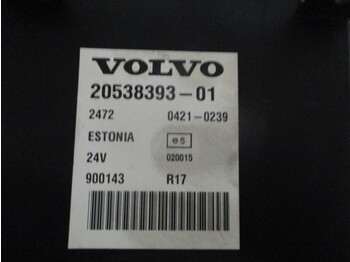 VOLVO
20538393-01
2472 0421-0239
ESTONIA e5
24V 020015
900143 R17